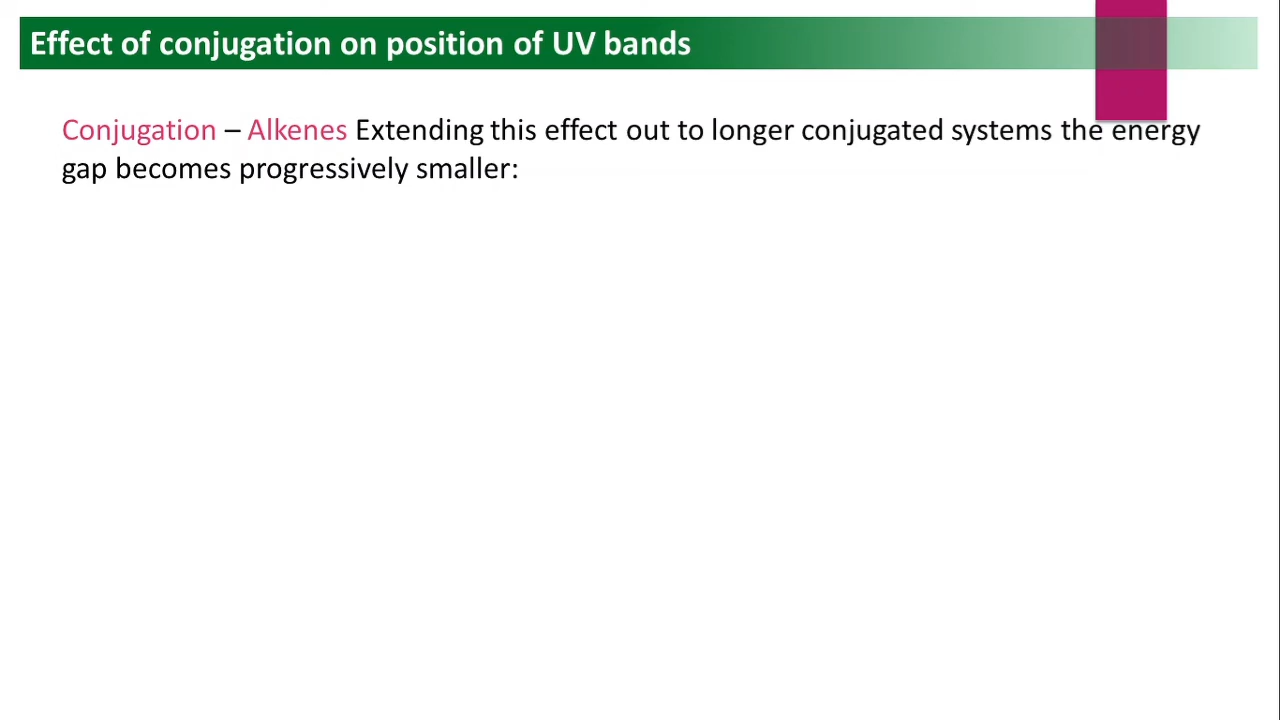 Effect of conjugation on position of UV bands
Conjugation – Alkenes Extending this effect out to longer conjugated systems the energy
gap becomes progressively smaller: